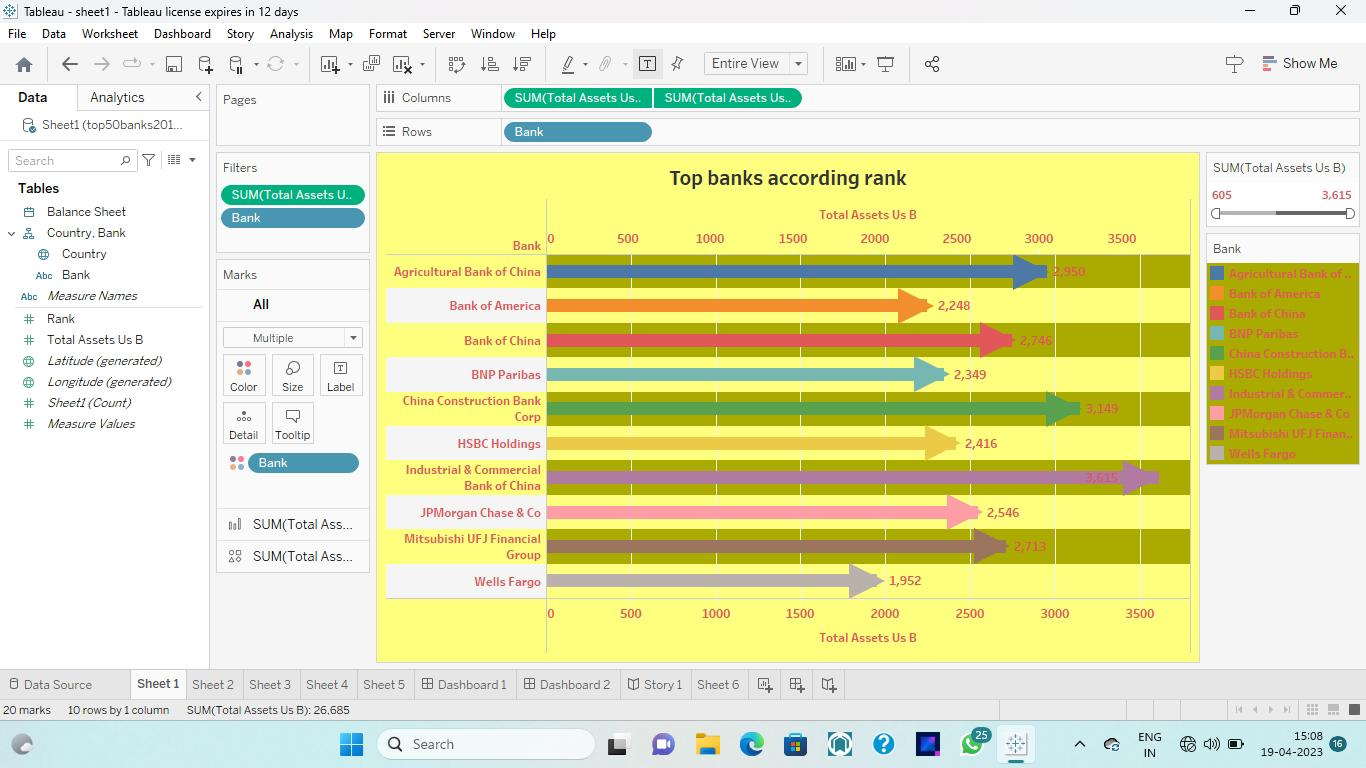 Tableau - sheet1 - Tableau license expires in 12 days
File Data Worksheet Dashboard Story Analysis Map Format Server Window Help
Entire View
Show Me
Data Analytics
Sheet1 (top50banks201...
Search
Tables
Balance Sheet
Country, Bank
Country
Abc Bank
Abc Measure Names
Rank
Total Assets Us B
Latitude (generated)
Longitude (generated)
Sheet1 (Count)
Measure Values
Pages
Filters
SUM(Total Assets U..
Bank
Marks
All
Multiple
Color Size Label
Detail Tooltip
Bank
SUM(Total Ass...
SUM(Total Ass...
Columns SUM(Total Assets Us.. SUM(Total Assets Us..
Rows Bank
Top banks according rank
Total Assets Us B
Bank 0 500 1000 1500 2000 2500 3000 3500
Agricultural Bank of China 2,950
Bank of America 2,248
Bank of China 2,746
BNP Paribas 2,349
China Construction Bank
Corp 3,149
HSBC Holdings 2,416
Industrial & Commercial
Bank of China 3,615
JPMorgan Chase & Co 2,546
Mitsubishi UFJ Financial
Group 2,713
Wells Fargo 1,952
0 500 1000 1500 2000 2500 3000 3500
Total Assets Us B
SUM(Total Assets Us B)
605 3,615
Bank
Agricultural Bank of ..
Bank of America
Bank of China
BNP Paribas
China Construction B..
HSBC Holdings
Industrial & Commer..
JPMorgan Chase & Co
Mitsubishi UFJ Finan..
Wells Fargo
Data Source Sheet 1 Sheet 2 Sheet 3 Sheet 4 Sheet 5 Dashboard 1 Dashboard 2 Story 1 Sheet 6
20 marks 10 rows by 1 column SUM(Total Assets Us B): 26,685
Search
25
ENG
IN
15:08
19-04-2023
16